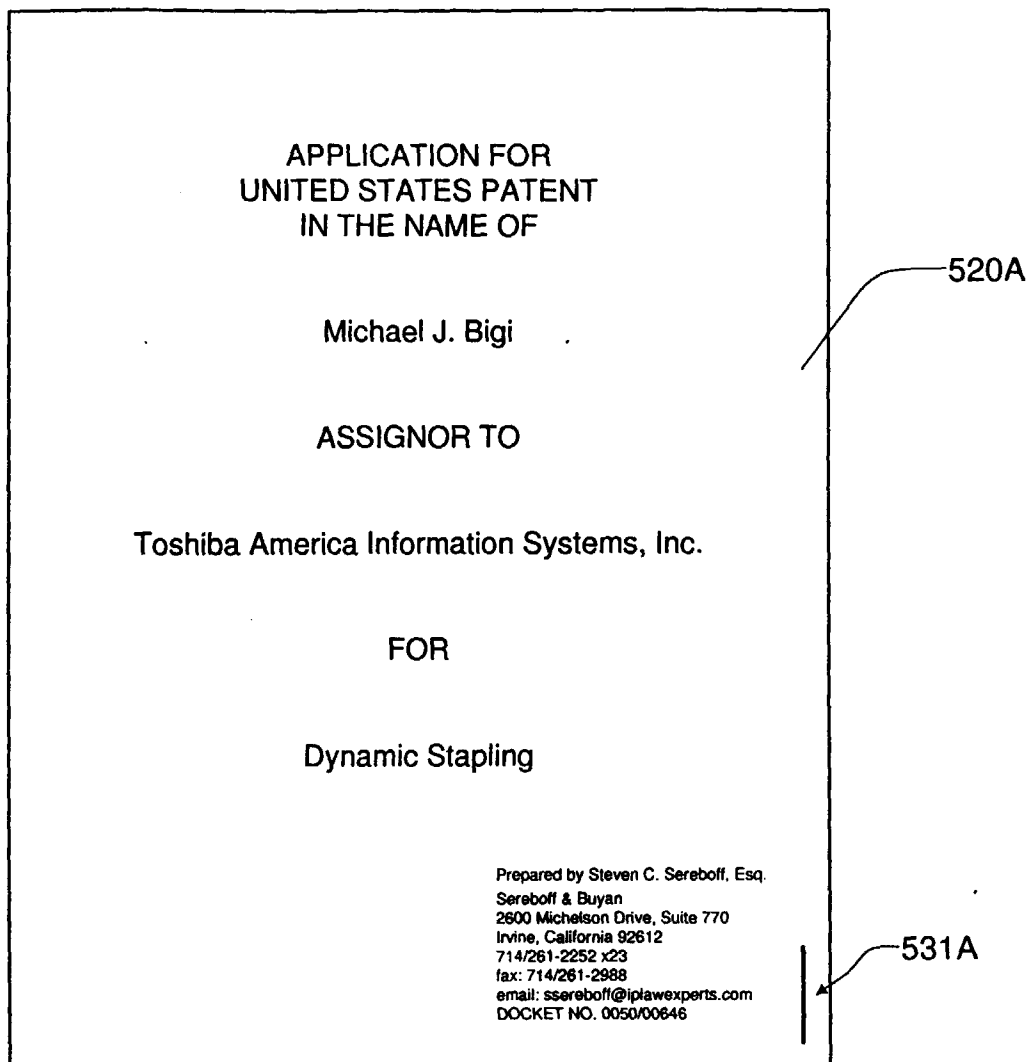 APPLICATION FOR
UNITED STATES PATENT
IN THE NAME OF
520A
Michael J. Bigi
ASSIGNOR TO
Toshiba America Information Systems, Inc.
FOR
Dynamic Stapling
Prepared by Steven C. Sereboff, Esq.
Sereboff & Buyan
2600 Michelson Drive, Suite 770
Irvine, California 92612
714/261-2252 x23
fax: 714/261-2988
email: ssereboff@iplawexperts.com
DOCKET NO. 0050/00646
531A